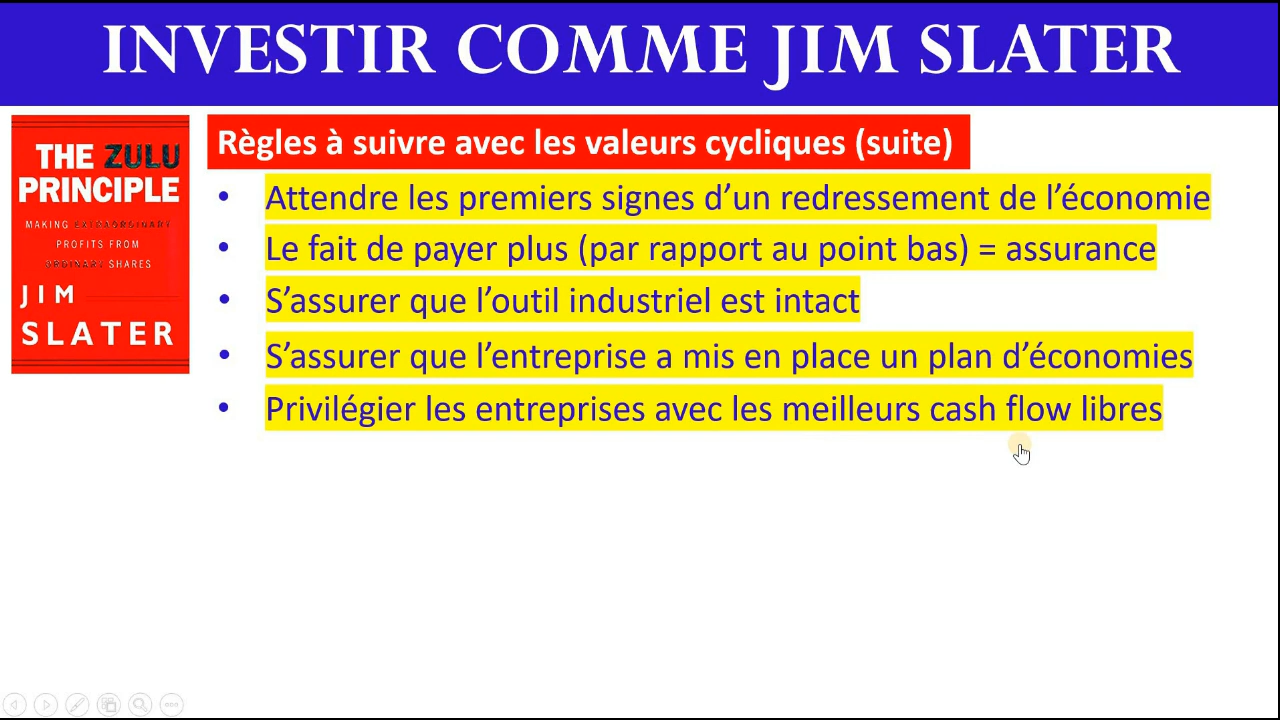 INVESTIR COMME JIM SLATER
THE ZULU
PRINCIPLE
MAKING EXTRAORDINARY
PROFITS FROM
ORDINARY SHARES
JIM
SLATER
Règles à suivre avec les valeurs cycliques (suite)
• Attendre les premiers signes d’un redressement de l’économie
• Le fait de payer plus (par rapport au point bas) = assurance
• S’assurer que l’outil industriel est intact
• S’assurer que l’entreprise a mis en place un plan d’économies
• Privilégier les entreprises avec les meilleurs cash flow libres